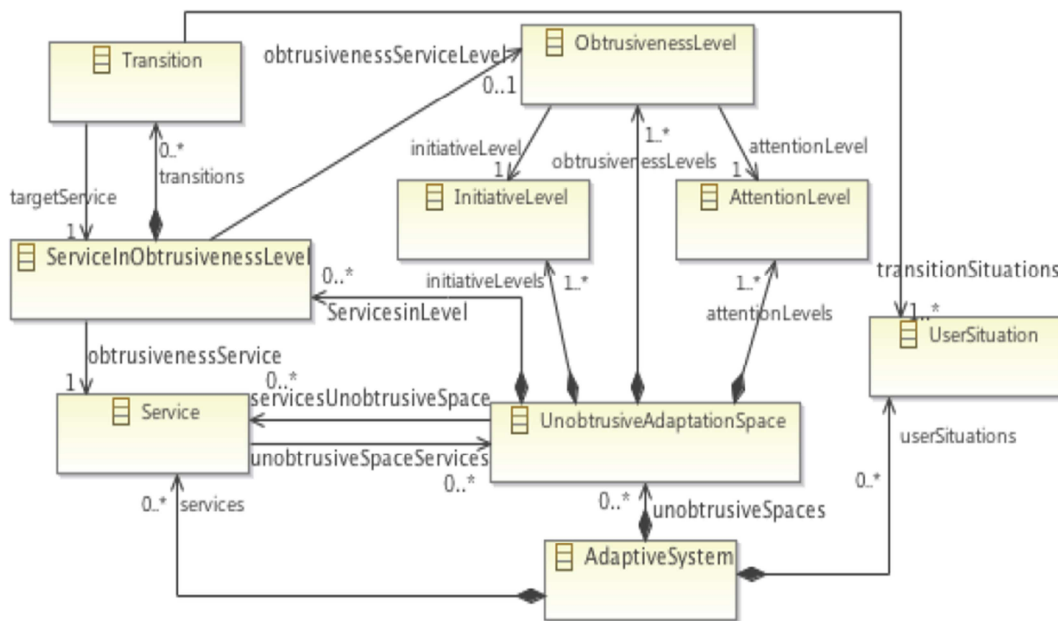 Transition
ObtrusivenessLevel
obtrusivenessServiceLevel
0..1
0..*
transitions
initiativeLevel
1
1..*
obtrusivenessLevels
attentionLevel
1
targetService
1
InitiativeLevel
AttentionLevel
ServiceInObtrusivenessLevel
0..*
ServicesinLevel
initiativeLevels
1..*
1..*
attentionLevels
transitionSituations
1..*
UserSituation
obtrusivenessService
1
0..*
servicesUnobtrusiveSpace
Service
UnobtrusiveAdaptationSpace
unobtrusiveSpaceServices
0..*
userSituations
0..*
0..*
services
0..*
unobtrusiveSpaces
AdaptiveSystem